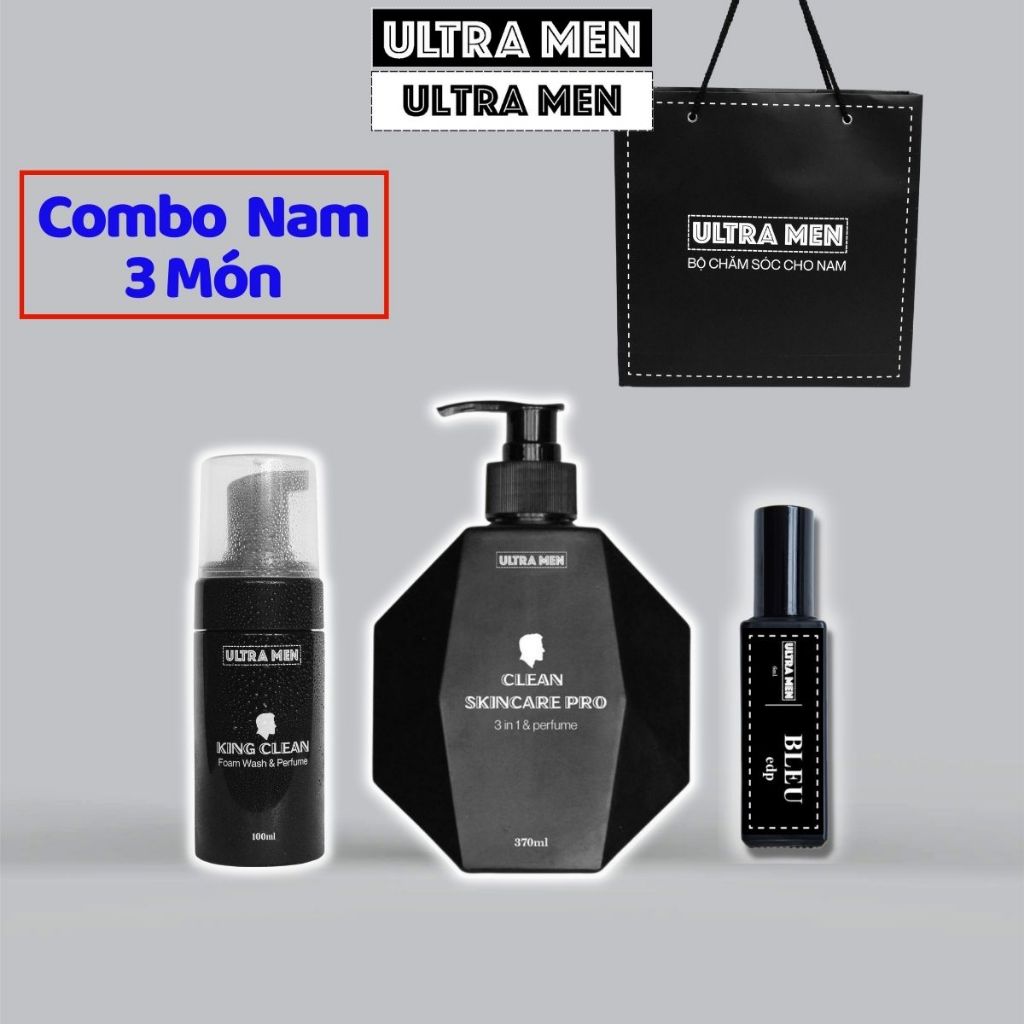 ULTRA MEN
ULTRA MEN
Combo Nam
3 Món
ULTRA MEN
BỘ CHĂM SÓC CHO NAM
ULTRA MEN
KING CLEAN
Foam Wash & Perfume
100ml
ULTRA MEN
CLEAN
SKINCARE PRO
3 in 1 & perfume
370ml
ULTRA MEN
6ml
BLEU
edp